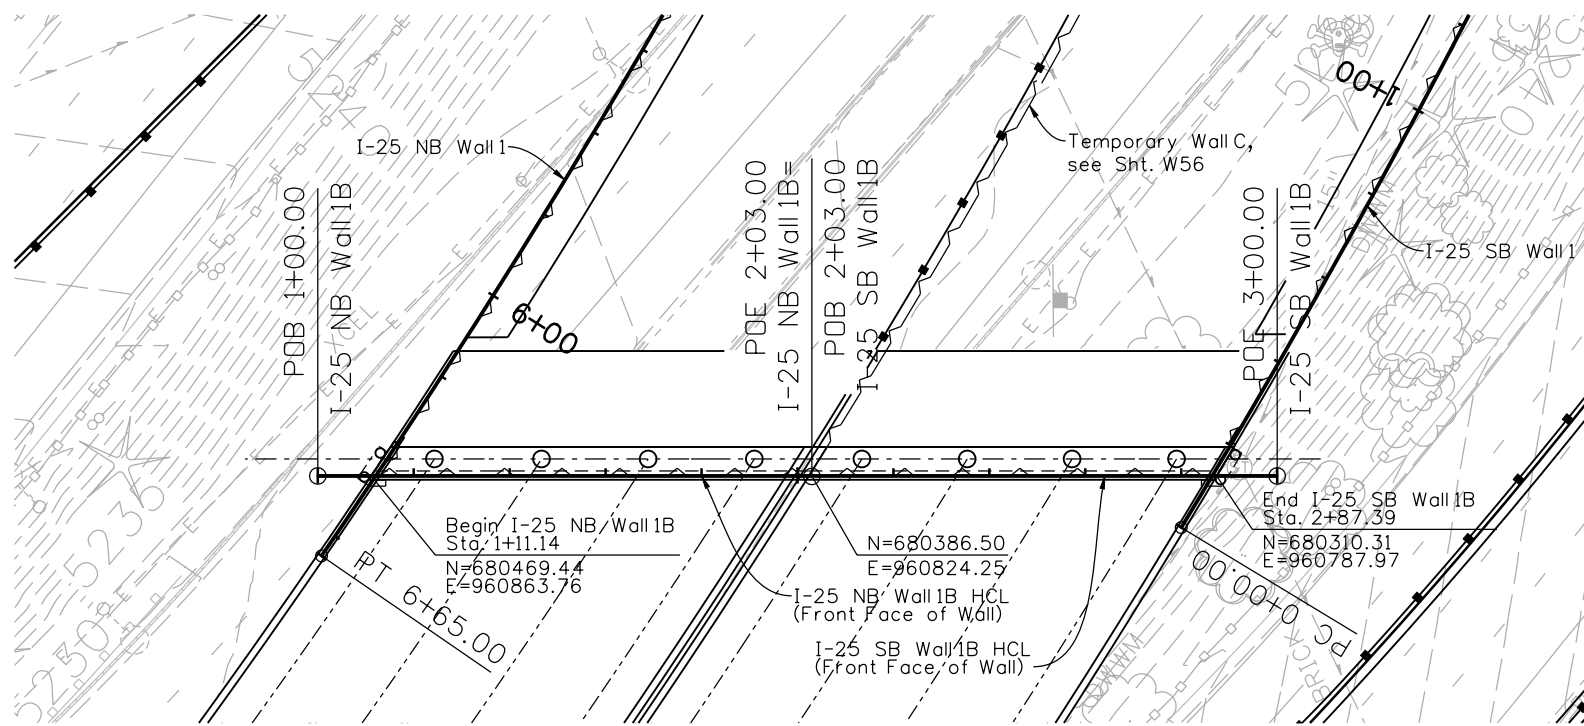 I-25 NB Wall 1
Temporary Wall C,
see Sht. W56
I-25 SB Wall 1
POB 1+00.00
I-25 NB Wall 1B
POE 2+03.00
I-25 NB Wall 1B=
POB 2+03.00
I-25 SB Wall 1B
POE 3+00.00
I-25 SB Wall 1B
1+00
6+00
Begin I-25 NB Wall 1B
Sta. 1+11.14
N=680469.44
E=960863.76
N=680386.50
E=960824.25
End I-25 SB Wall 1B
Sta. 2+87.39
N=680310.31
E=960787.97
I-25 NB Wall 1B HCL
(Front Face of Wall)
I-25 SB Wall 1B HCL
(Front Face of Wall)
PT 6+65.00
PC 0+00.00
5240
5235
5230
BRICK
E
E
E
E